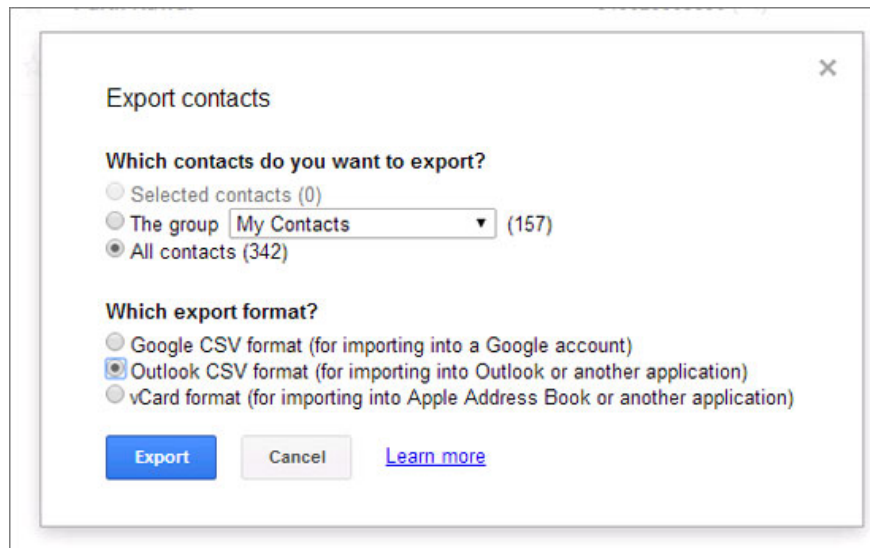 Export contacts
Which contacts do you want to export?
Selected contacts (0)
The group My Contacts (157)
All contacts (342)
Which export format?
Google CSV format (for importing into a Google account)
Outlook CSV format (for importing into Outlook or another application)
vCard format (for importing into Apple Address Book or another application)
Export Cancel Learn more